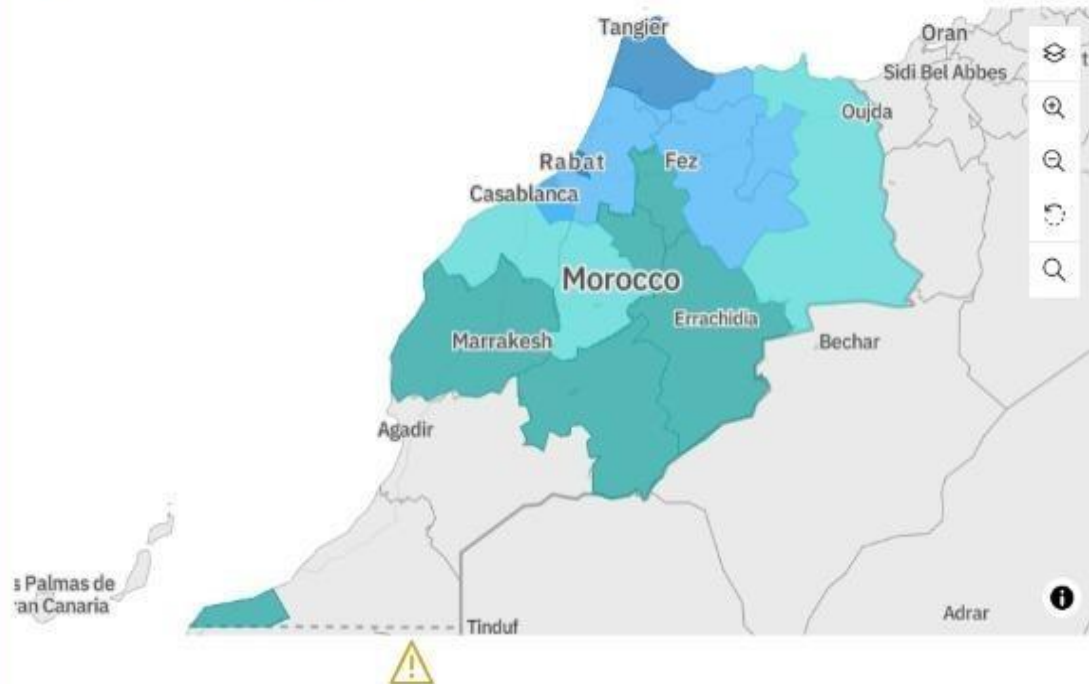 Tangier
Oran
Sidi Bel Abbes
t
Oujda
Rabat
Fez
Casablanca
Morocco
Errachidia
Marrakesh
Bechar
Agadir
s Palmas de
ran Canaria
Adrar
Tinduf